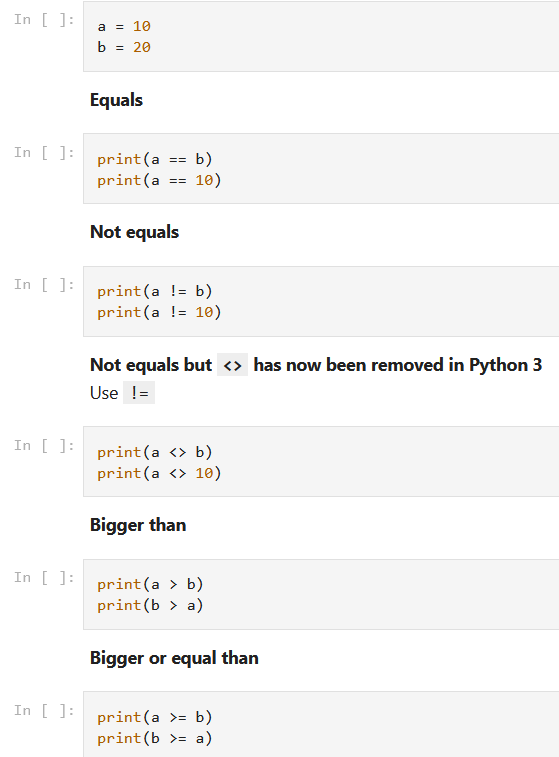 In [ ]:
a = 10
b = 20
Equals
In [ ]:
print(a == b)
print(a == 10)
Not equals
In [ ]:
print(a != b)
print(a != 10)
Not equals but <> has now been removed in Python 3
Use !=
In [ ]:
print(a <> b)
print(a <> 10)
Bigger than
In [ ]:
print(a > b)
print(b > a)
Bigger or equal than
In [ ]:
print(a >= b)
print(b >= a)